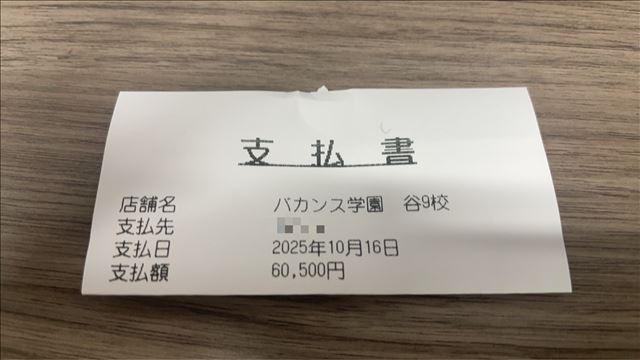 支払書
店舗名 バカンス学園 谷9校
支払先
支払日 2025年10月16日
支払額 60,500円